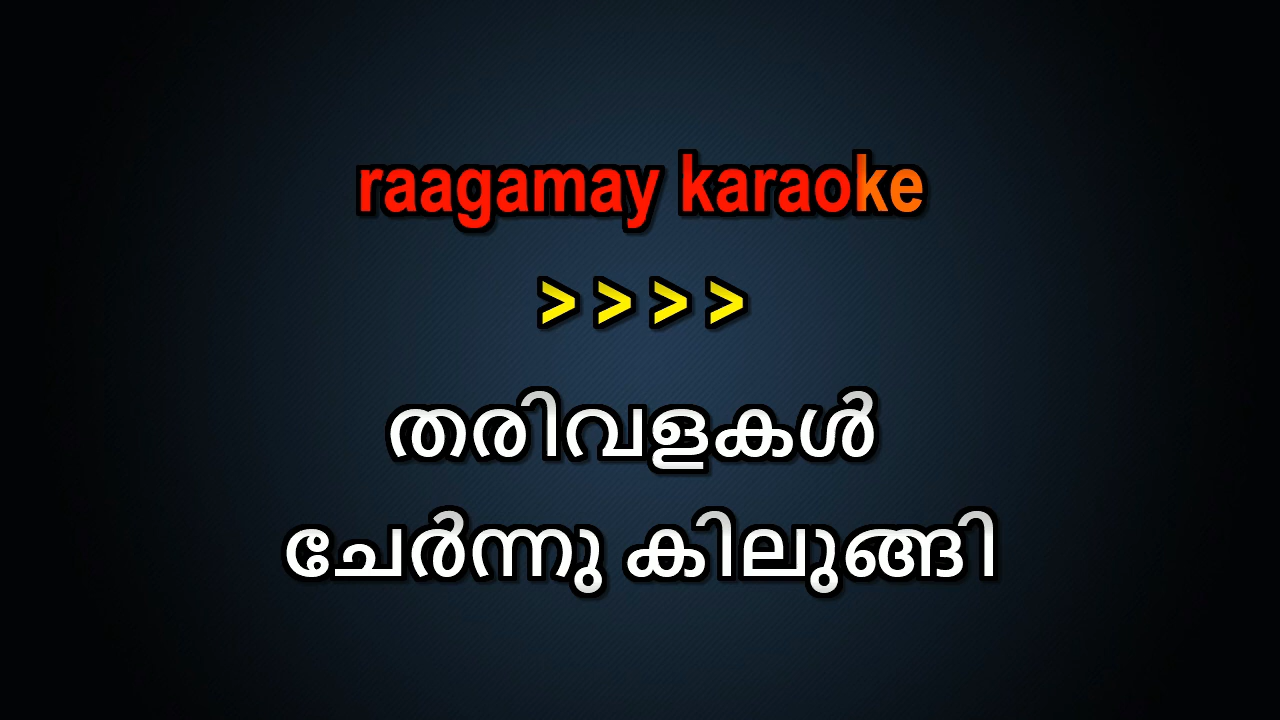 raagamay karaoke
> > > >
തരിവളകൾ
ചേർന്നു കിലുങ്ങി